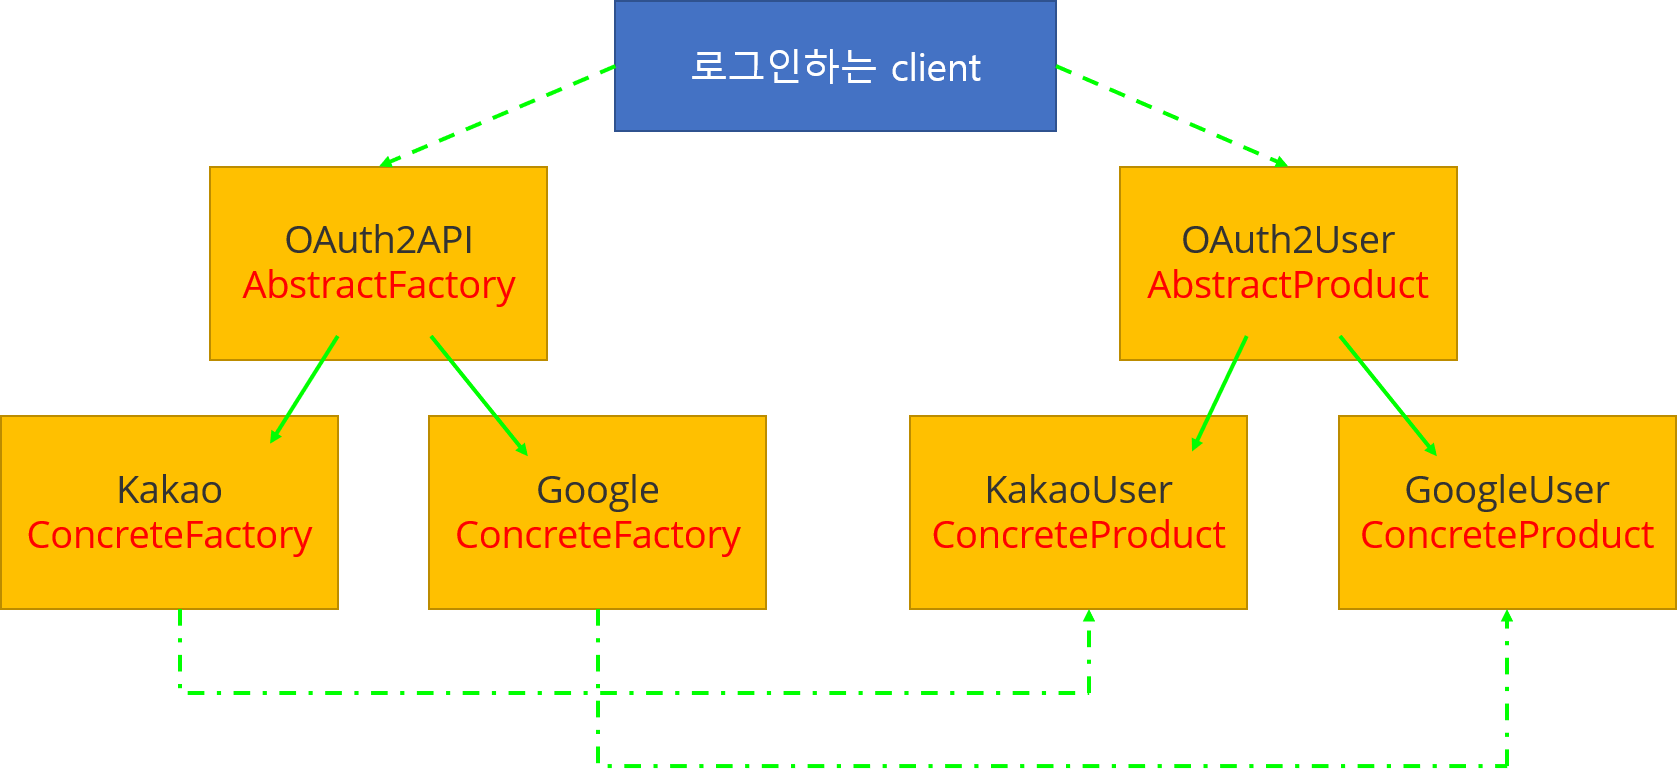 로그인하는 client
OAuth2API
AbstractFactory
OAuth2User
AbstractProduct
Kakao
ConcreteFactory
Google
ConcreteFactory
KakaoUser
ConcreteProduct
GoogleUser
ConcreteProduct